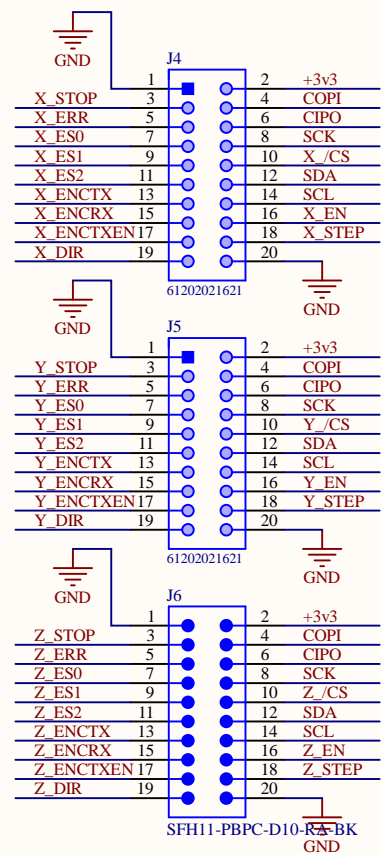 GND
J4
1 2 +3v3
X_STOP 3 4 COPI
X_ERR 5 6 CIPO
X_ES0 7 8 SCK
X_ES1 9 10 X_/CS
X_ES2 11 12 SDA
X_ENCTX 13 14 SCL
X_ENCRX 15 16 X_EN
X_ENCTXEN 17 18 X_STEP
X_DIR 19 20
61202021621
GND
GND
J5
1 2 +3v3
Y_STOP 3 4 COPI
Y_ERR 5 6 CIPO
Y_ES0 7 8 SCK
Y_ES1 9 10 Y_/CS
Y_ES2 11 12 SDA
Y_ENCTX 13 14 SCL
Y_ENCRX 15 16 Y_EN
Y_ENCTXEN 17 18 Y_STEP
Y_DIR 19 20
61202021621
GND
GND
J6
1 2 +3v3
Z_STOP 3 4 COPI
Z_ERR 5 6 CIPO
Z_ES0 7 8 SCK
Z_ES1 9 10 Z_/CS
Z_ES2 11 12 SDA
Z_ENCTX 13 14 SCL
Z_ENCRX 15 16 Z_EN
Z_ENCTXEN 17 18 Z_STEP
Z_DIR 19 20
SFH11-PBPC-D10-RA-BK
GND